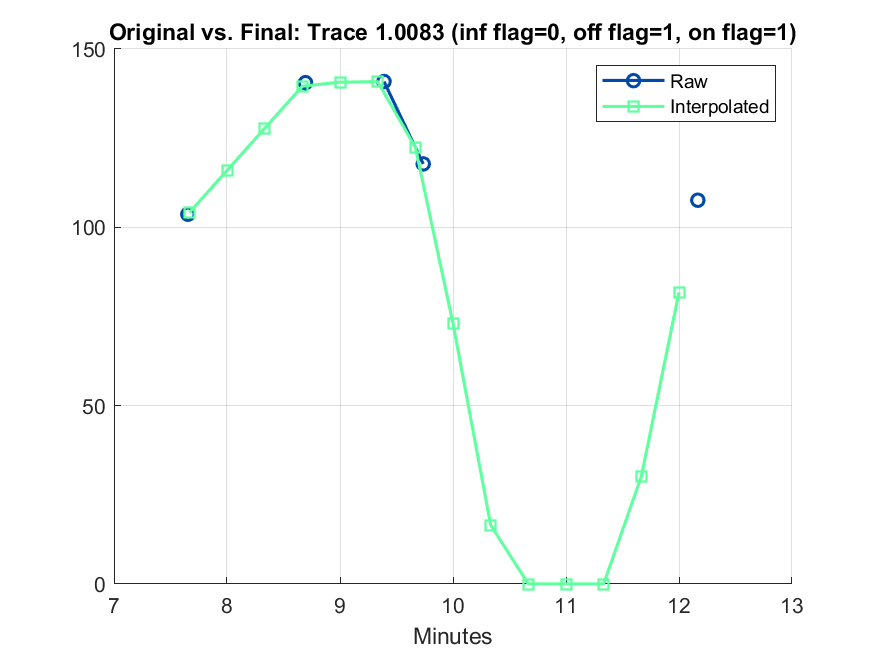 Original vs. Final: Trace 1.0083 (inf flag=0, off flag=1, on flag=1)
150
Raw
Interpolated
100
50
0
7 8 9 10 11 12 13
Minutes